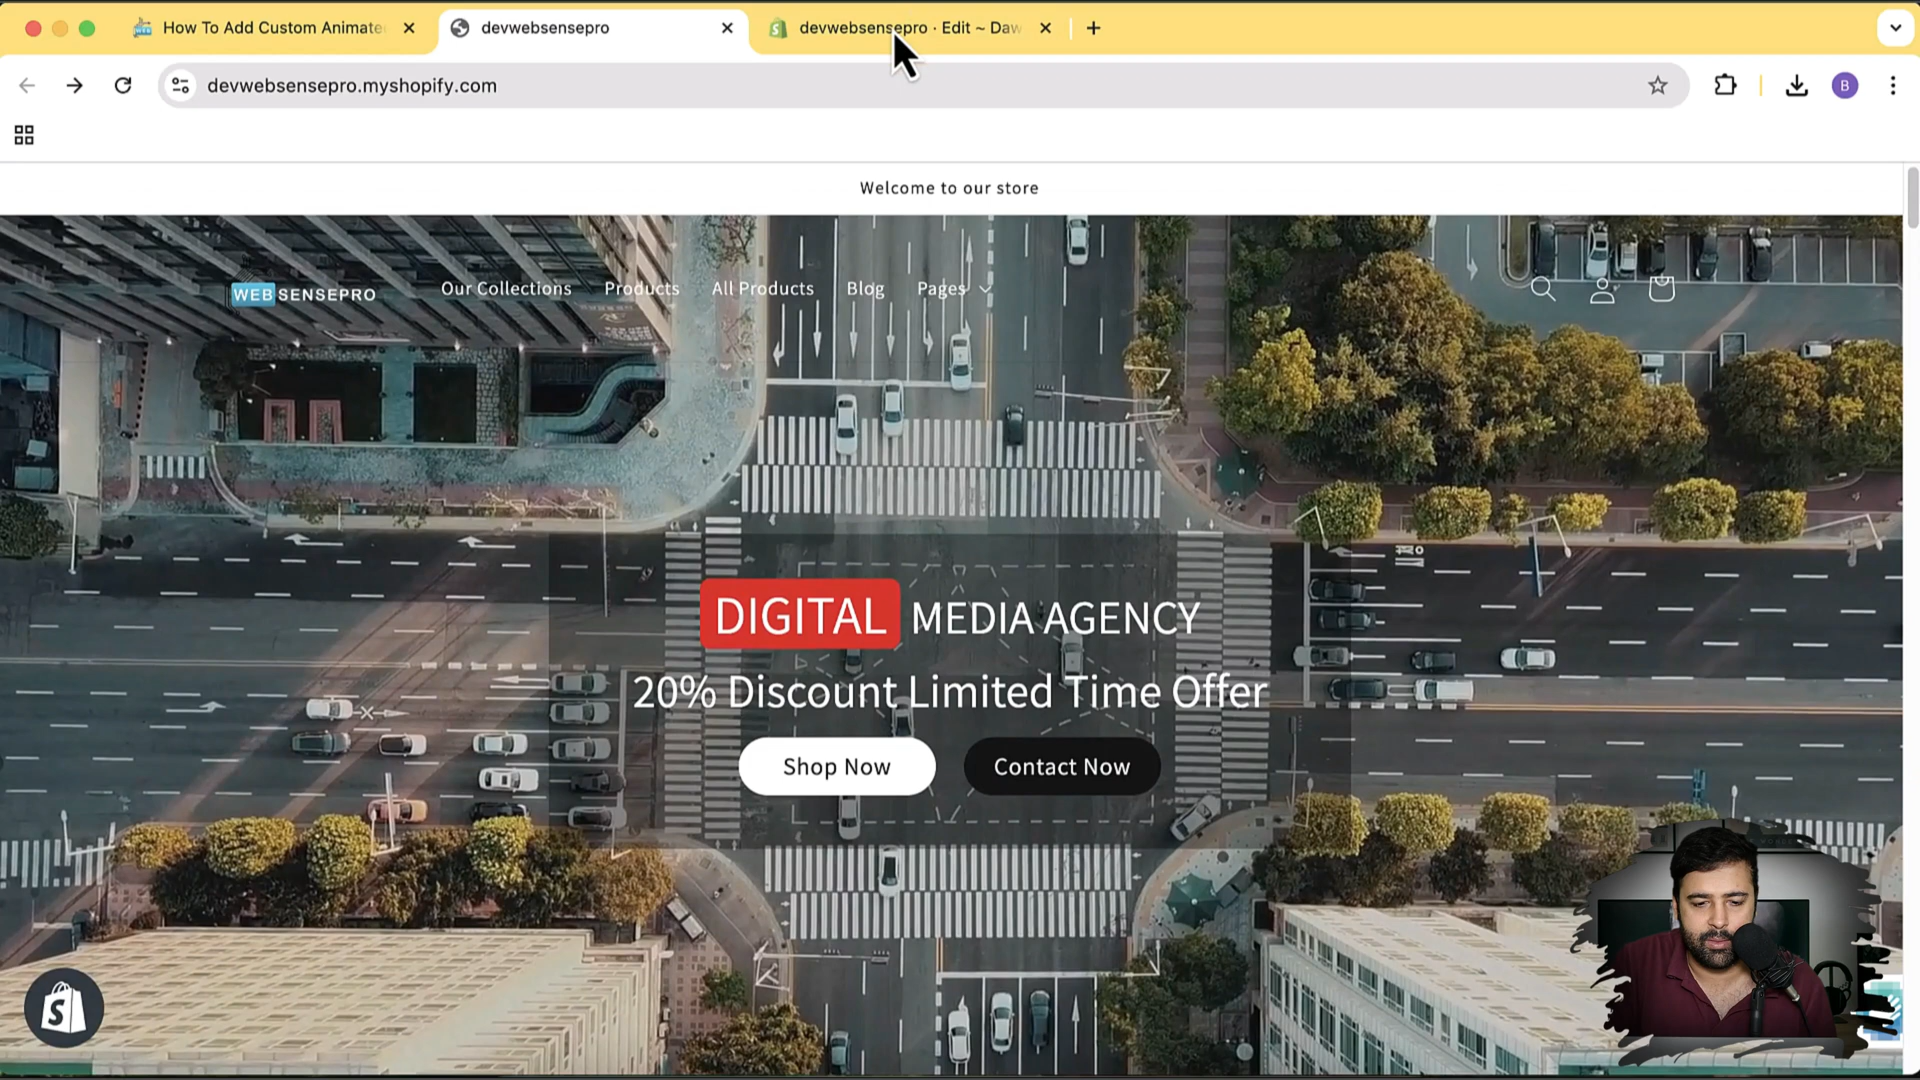 How To Add Custom Animate
devwebsensepro
devwebsensepro · Edit ~ Daw
devwebsensepro.myshopify.com
B
Welcome to our store
WEB SENSEPRO
Our Collections
Products
All Products
Blog
Pages
DIGITAL MEDIA AGENCY
20% Discount Limited Time Offer
Shop Now
Contact Now